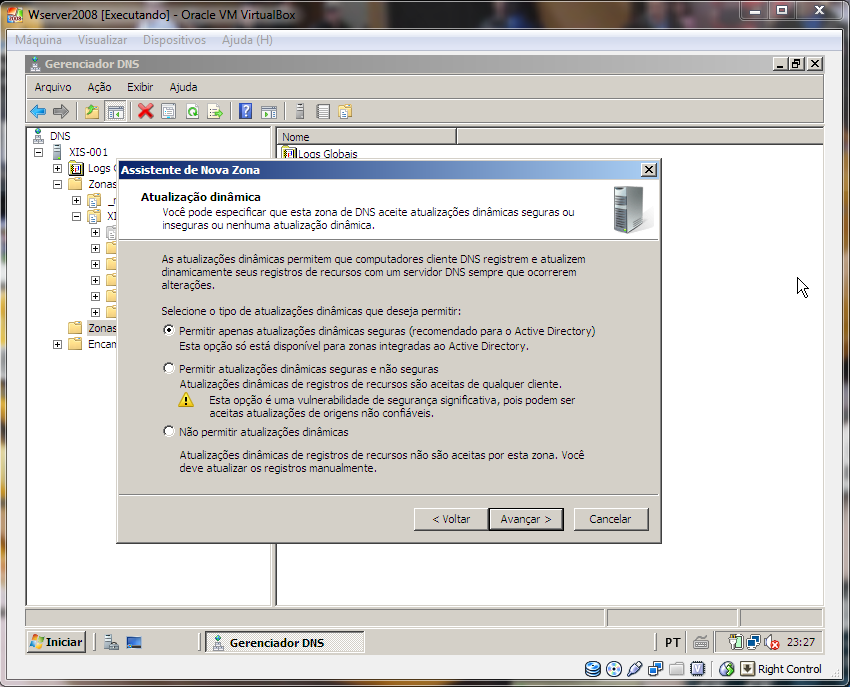 Wserver2008 [Executando] - Oracle VM VirtualBox
Máquina Visualizar Dispositivos Ajuda (H)
Gerenciador DNS
Arquivo Ação Exibir Ajuda
DNS
XIS-001
Logs
Zonas
XI
Zonas
Encam
Nome
Logs Globais
Assistente de Nova Zona
Atualização dinâmica
Você pode especificar que esta zona de DNS aceite atualizações dinâmicas seguras ou
inseguras ou nenhuma atualização dinâmica.
As atualizações dinâmicas permitem que computadores cliente DNS registrem e atualizem
dinamicamente seus registros de recursos com um servidor DNS sempre que ocorrerem
alterações.
Selecione o tipo de atualizações dinâmicas que deseja permitir:
Permitir apenas atualizações dinâmicas seguras (recomendado para o Active Directory)
Esta opção só está disponível para zonas integradas ao Active Directory.
Permitir atualizações dinâmicas seguras e não seguras
Atualizações dinâmicas de registros de recursos são aceitas de qualquer cliente.
Esta opção é uma vulnerabilidade de segurança significativa, pois podem ser
aceitas atualizações de origens não confiáveis.
Não permitir atualizações dinâmicas
Atualizações dinâmicas de registros de recursos não são aceitas por esta zona. Você
deve atualizar os registros manualmente.
< Voltar Avançar > Cancelar
Iniciar Gerenciador DNS PT 23:27
Right Control